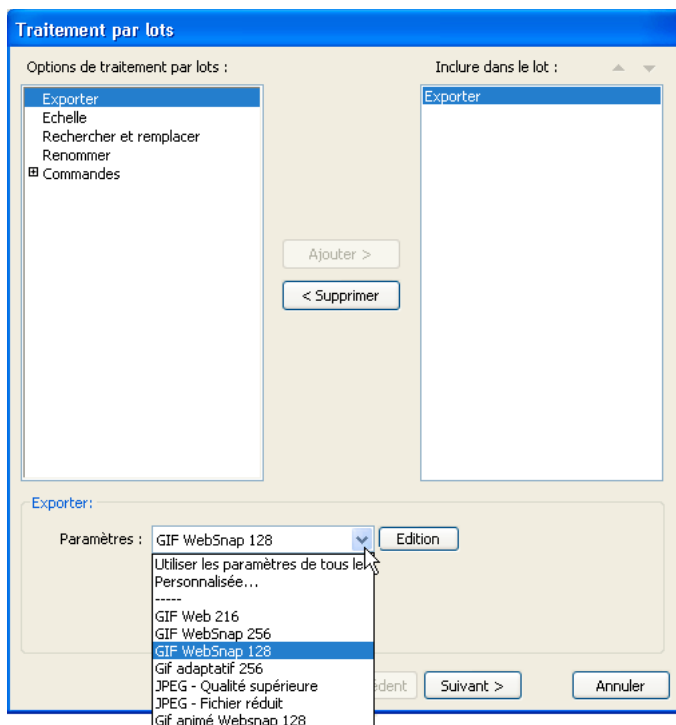 Traitement par lots
Options de traitement par lots :
Inclure dans le lot :
Exporter
Echelle
Rechercher et remplacer
Renommer
Commandes
Exporter
Ajouter >
< Supprimer
Exporter:
Paramètres :
GIF WebSnap 128
Edition
Utiliser les paramètres de tous le
Personnalisée...
-----
GIF Web 216
GIF WebSnap 256
GIF WebSnap 128
Gif adaptatif 256
JPEG - Qualité supérieure
JPEG - Fichier réduit
Gif animé Websnap 128
Suivant >
Annuler